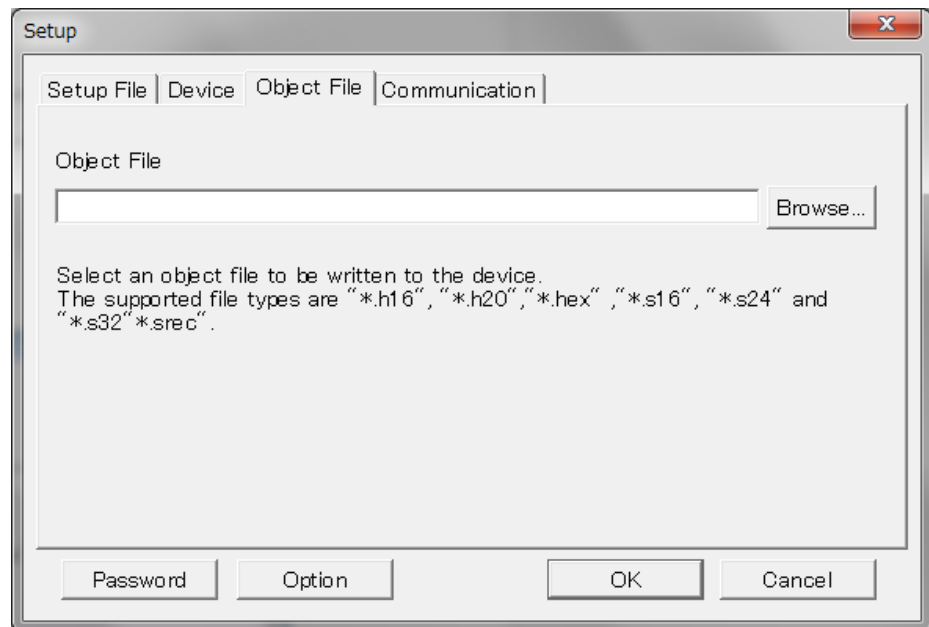 Setup
Setup File Device Object File Communication
Object File
Browse...
Select an object file to be written to the device.
The supported file types are "*.h16", "*.h20","*.hex" ,"*.s16", "*.s24" and
"*.s32"*.srec".
Password Option OK Cancel